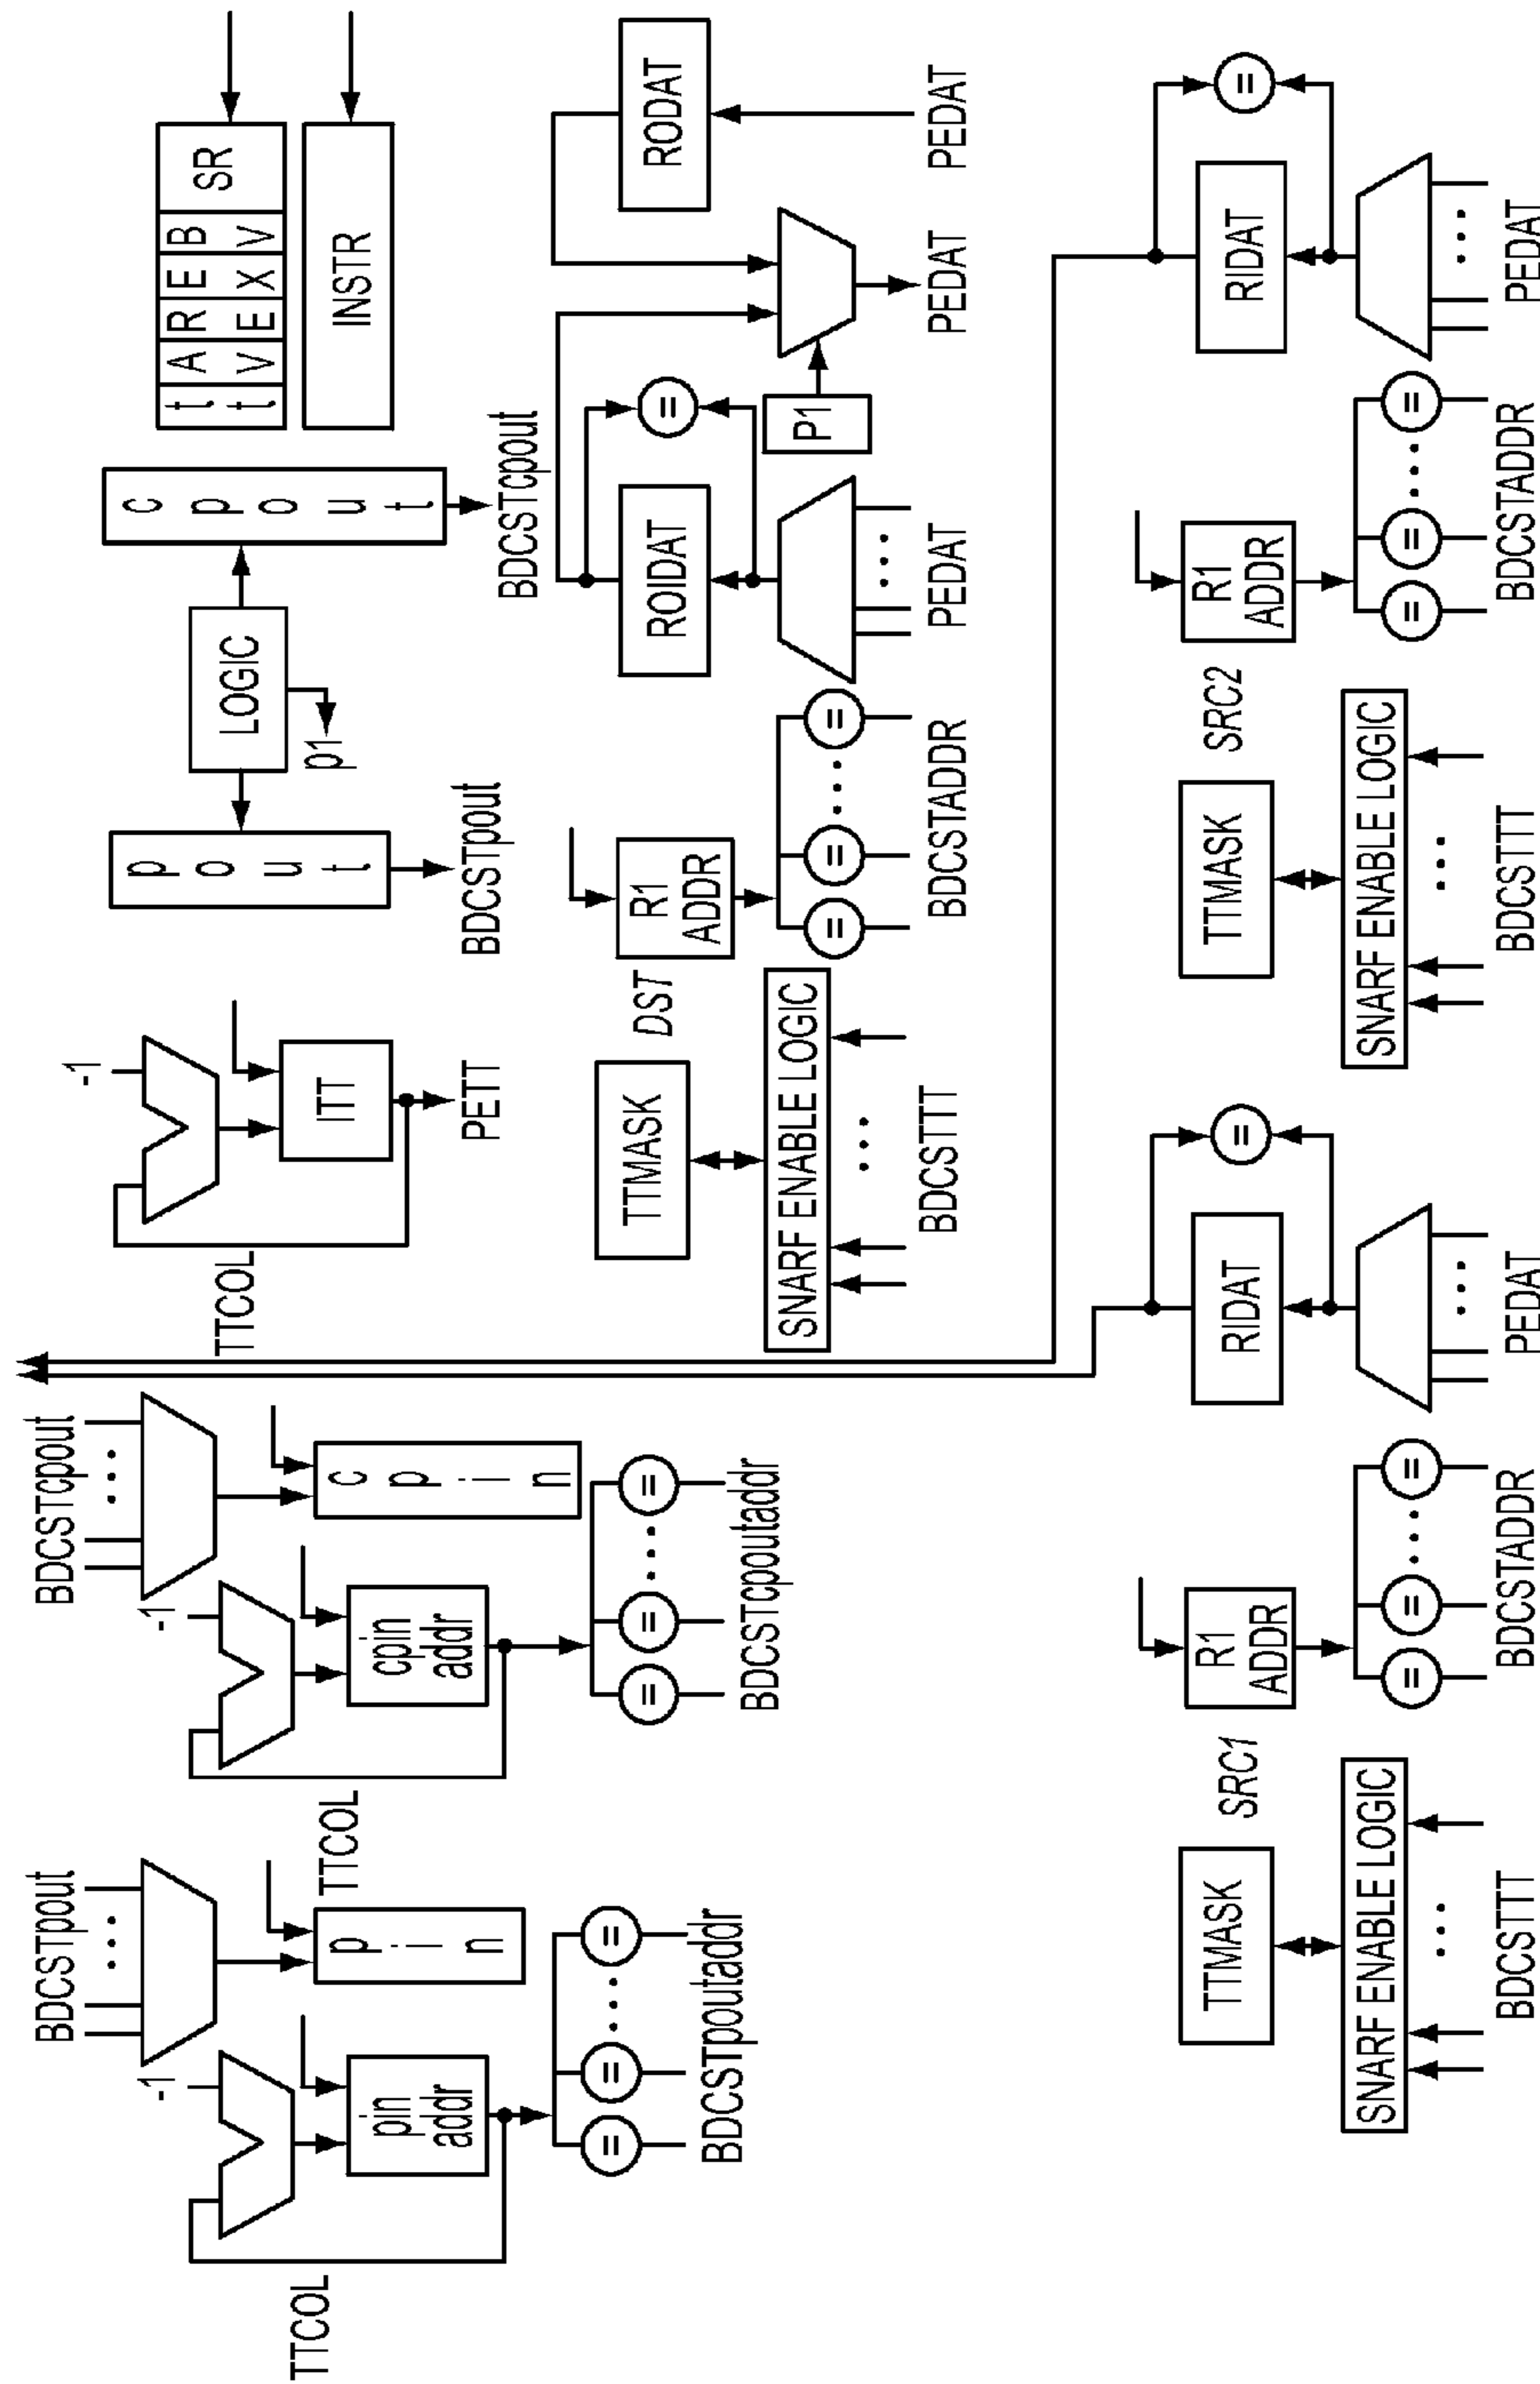 BDCSTpout
...
-1
pin
addr
p
i
n
TTCOL
= = .... =
BDCSTpoutaddr
BDCSTcpout
...
-1
cpin
addr
c
p
i
n
TTCOL
= = .... =
BDCSTcpoutaddr
-1
ITT
TTCOL
PETT
p
o
u
t
BDCSTpout
LOGIC
p1
c
p
o
u
t
BDCSTcpout
t A R E B SR
t V E X V
INSTR
TTMASK
DST
SNARF ENABLE LOGIC
...
BDCSTTT
R1
ADDR
= = .... =
BDCSTADDR
ROIDAT
=
...
PEDAT
P1
PEDAT
RODAT
PEDAT
TTMASK
SRC1
SNARF ENABLE LOGIC
...
BDCSTTT
R1
ADDR
= = .... =
BDCSTADDR
RIDAT
=
...
PEDAT
TTMASK
SRC2
SNARF ENABLE LOGIC
...
BDCSTTT
R1
ADDR
= = .... =
BDCSTADDR
RIDAT
=
...
PEDAT